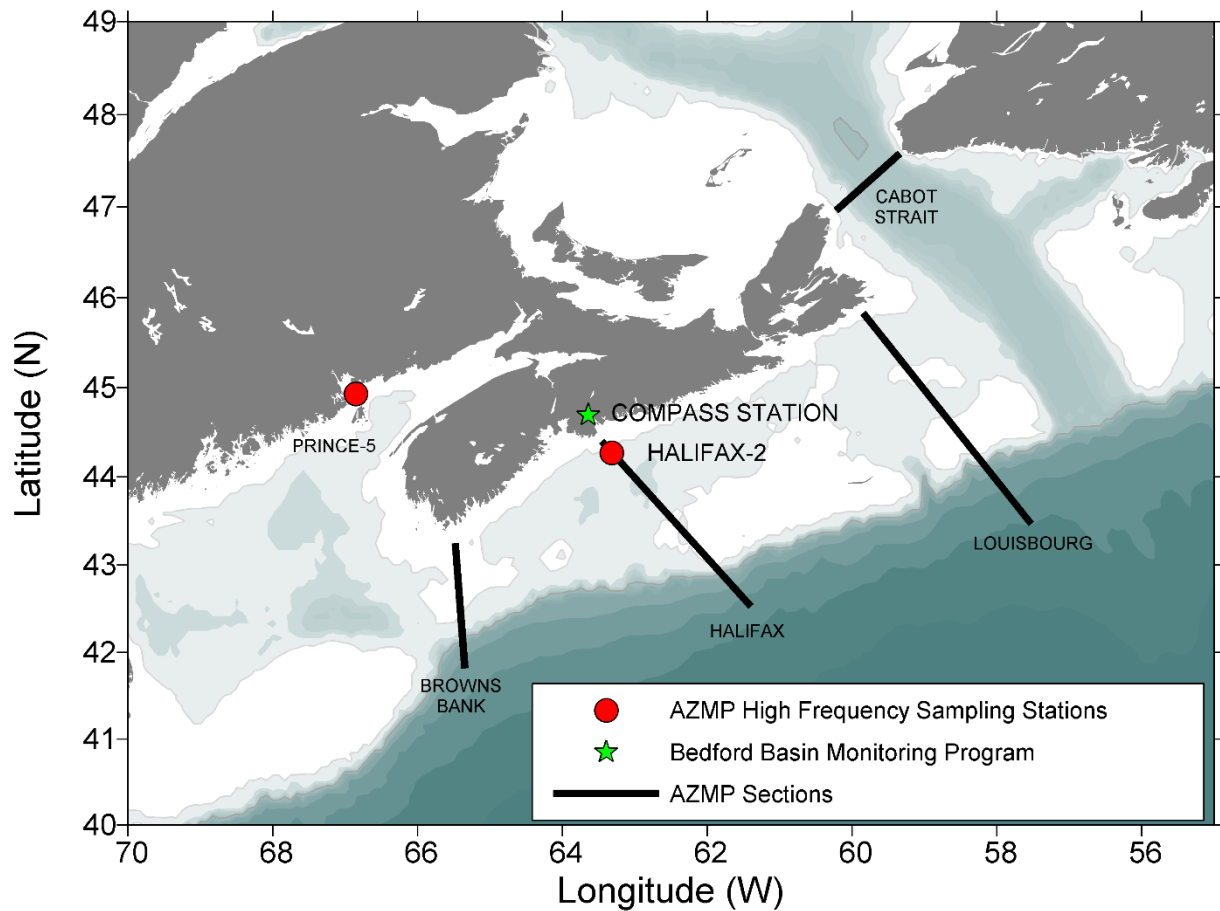 49
48
47
46
45
44
43
42
41
40
Latitude (N)
CABOT
STRAIT
PRINCE-5
COMPASS STATION
HALIFAX-2
LOUISBOURG
HALIFAX
BROWNS
BANK
AZMP High Frequency Sampling Stations
Bedford Basin Monitoring Program
AZMP Sections
70 68 66 64 62 60 58 56
Longitude (W)